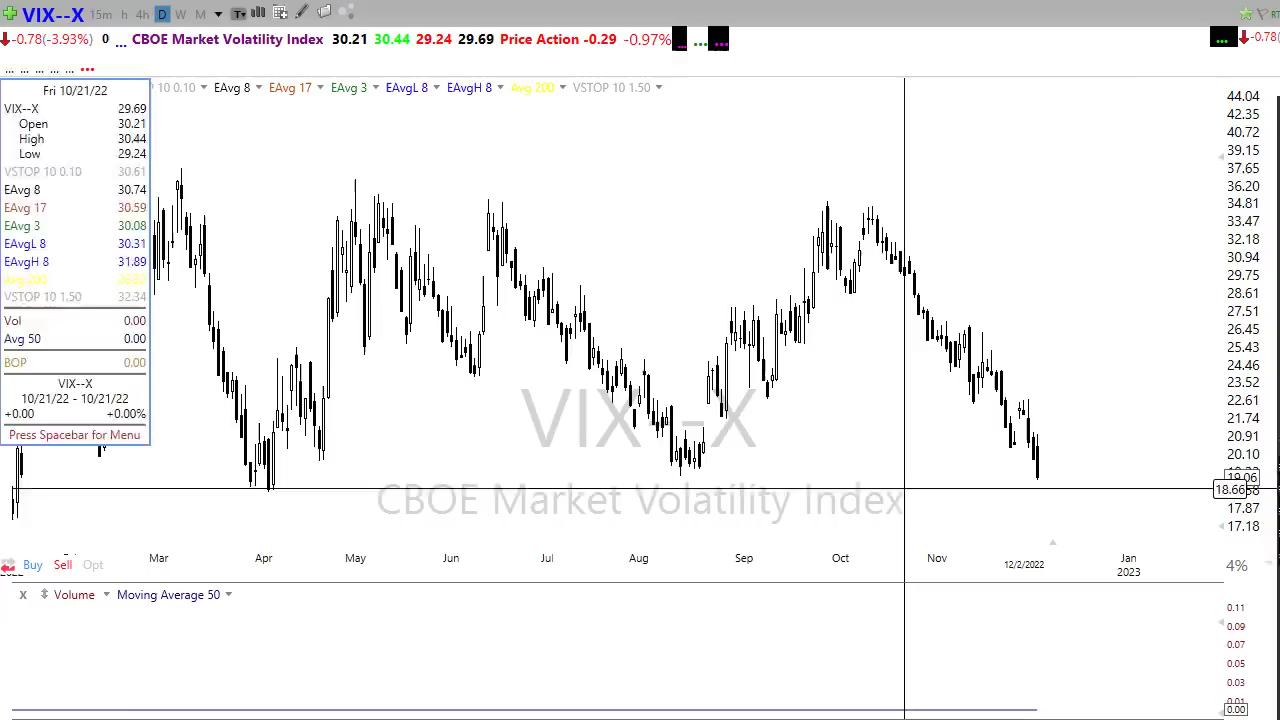 VIX--X 15m h 4h D W M T
-0.78(-3.93%) 0 ... CBOE Market Volatility Index 30.21 30.44 29.24 29.69 Price Action -0.29 -0.97% ... ... ... ... -0.78(
... ... ... ... ... ...
10 0.10 EAvg 8 EAvg 17 EAvg 3 EAvgL 8 EAvgH 8 Avg 200 VSTOP 10 1.50
Fri 10/21/22
VIX--X 29.69
Open 30.21
High 30.44
Low 29.24
VSTOP 10 0.10 30.61
EAvg 8 30.74
EAvg 17 30.59
EAvg 3 30.08
EAvgL 8 30.31
EAvgH 8 31.89
Avg 200
VSTOP 10 1.50 32.34
Vol 0.00
Avg 50 0.00
BOP 0.00
VIX--X
10/21/22 - 10/21/22
+0.00 +0.00%
Press Spacebar for Menu
44.04
42.35
40.72
39.15
37.65
36.20
34.81
33.47
32.18
30.94
29.75
28.61
27.51
26.45
25.43
24.46
23.52
22.61
21.74
20.91
20.10
19.06
18.66
17.87
17.18
VIX--X
CBOE Market Volatility Index
Mar Apr May Jun Jul Aug Sep Oct Nov 12/2/2022 Jan
2023
Buy Sell Opt 4%
X Volume Moving Average 50
0.11
0.09
0.07
0.05
0.03
0.01
0.00